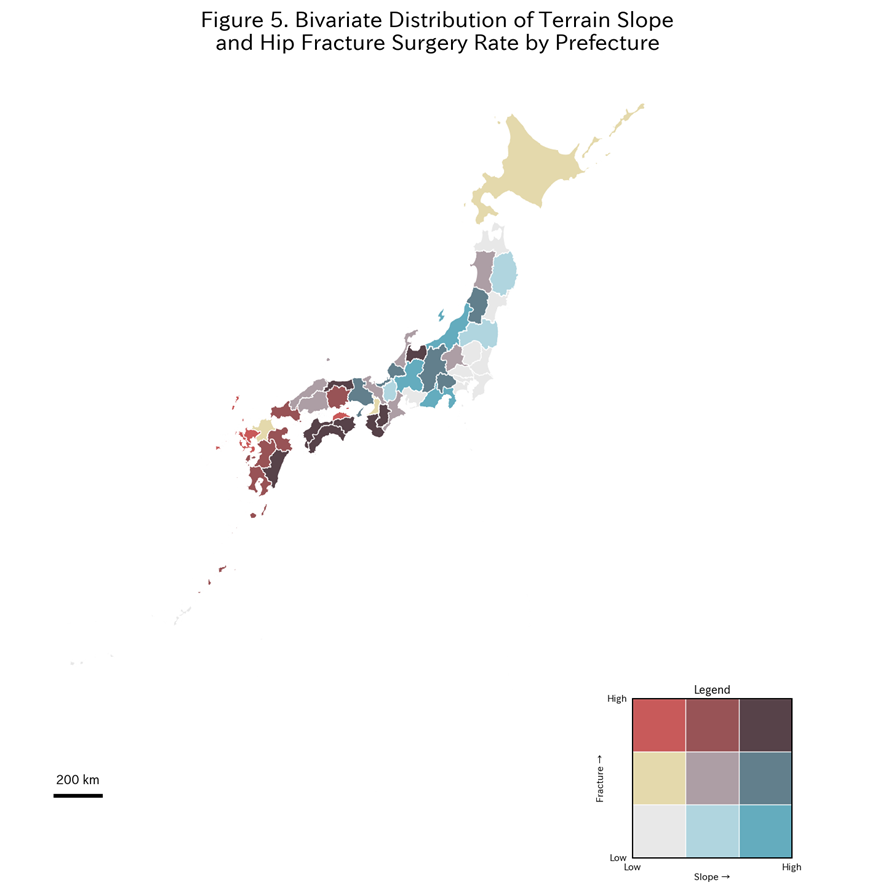 Figure 5. Bivariate Distribution of Terrain Slope
and Hip Fracture Surgery Rate by Prefecture
Legend
High
Fracture →
Low
Low
High
Slope →
200 km